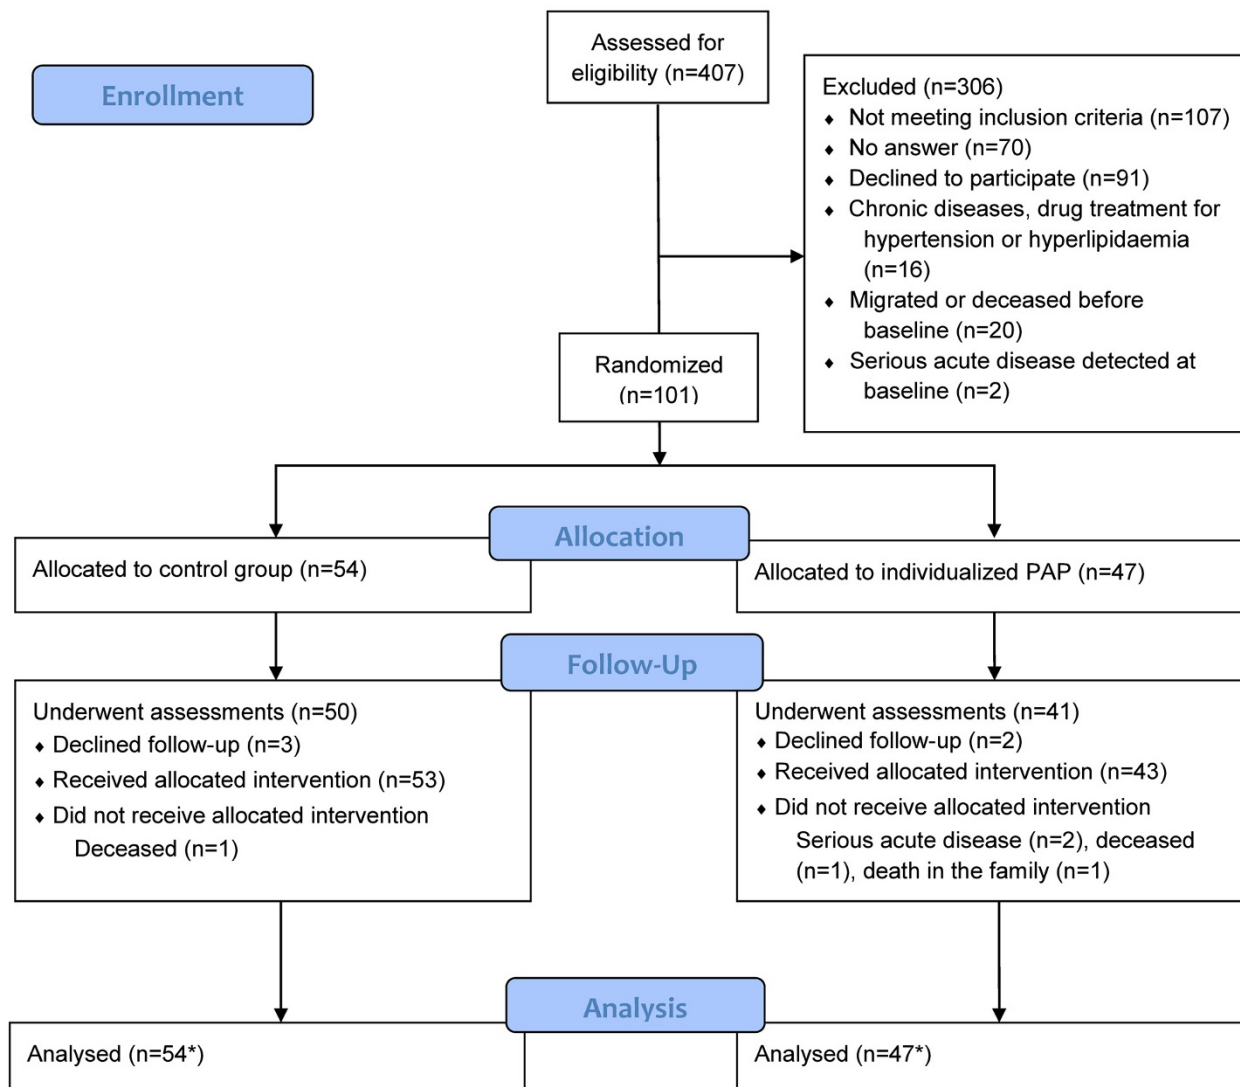 Assessed for
eligibility (n=407)
Enrollment
Excluded (n=306)
♦ Not meeting inclusion criteria (n=107)
♦ No answer (n=70)
♦ Declined to participate (n=91)
♦ Chronic diseases, drug treatment for
hypertension or hyperlipidaemia
(n=16)
♦ Migrated or deceased before
baseline (n=20)
♦ Serious acute disease detected at
baseline (n=2)
Randomized
(n=101)
Allocation
Allocated to control group (n=54)
Allocated to individualized PAP (n=47)
Follow-Up
Underwent assessments (n=50)
♦ Declined follow-up (n=3)
♦ Received allocated intervention (n=53)
♦ Did not receive allocated intervention
Deceased (n=1)
Underwent assessments (n=41)
♦ Declined follow-up (n=2)
♦ Received allocated intervention (n=43)
♦ Did not receive allocated intervention
Serious acute disease (n=2), deceased
(n=1), death in the family (n=1)
Analysis
Analysed (n=54*)
Analysed (n=47*)